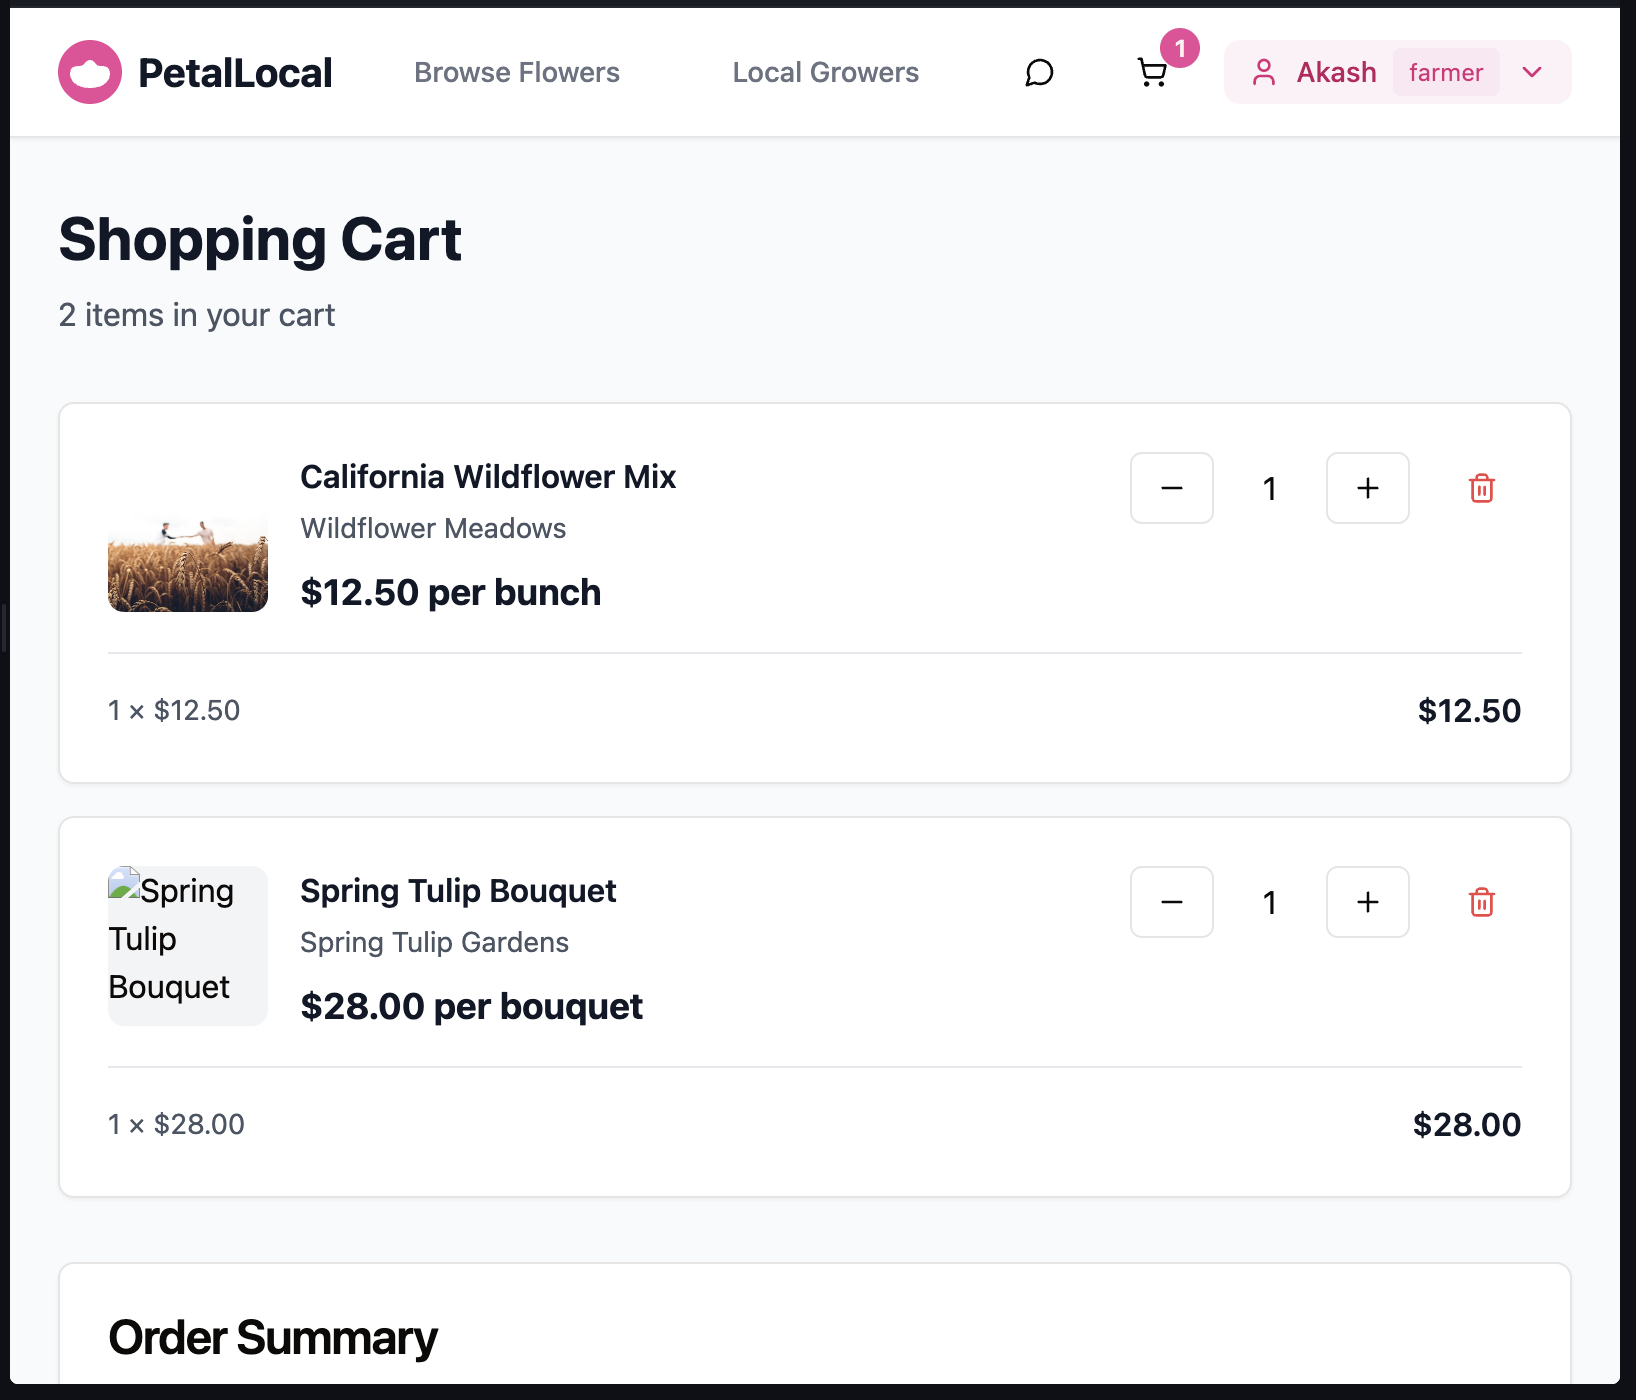 PetalLocal
Browse Flowers
Local Growers
1
Akash
farmer
Shopping Cart
2 items in your cart
California Wildflower Mix
Wildflower Meadows
$12.50 per bunch
1
1 × $12.50
$12.50
Spring
Tulip
Bouquet
Spring Tulip Bouquet
Spring Tulip Gardens
$28.00 per bouquet
1
1 × $28.00
$28.00
Order Summary